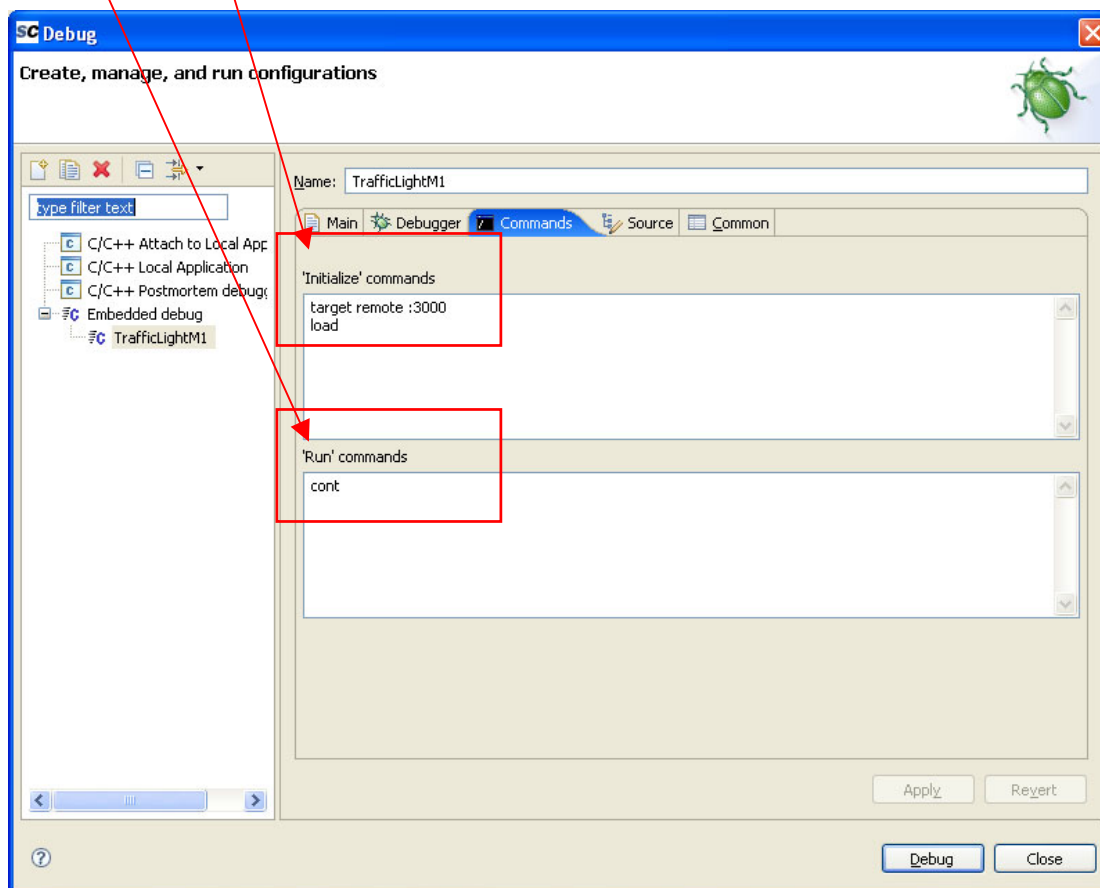 SC Debug
Create, manage, and run configurations
type filter text
C/C++ Attach to Local App
C/C++ Local Application
C/C++ Postmortem debugg
Embedded debug
TrafficLightM1
Name: TrafficLightM1
Main Debugger Commands Source Common
'Initialize' commands
target remote :3000
load
'Run' commands
cont
Apply Revert
Debug Close